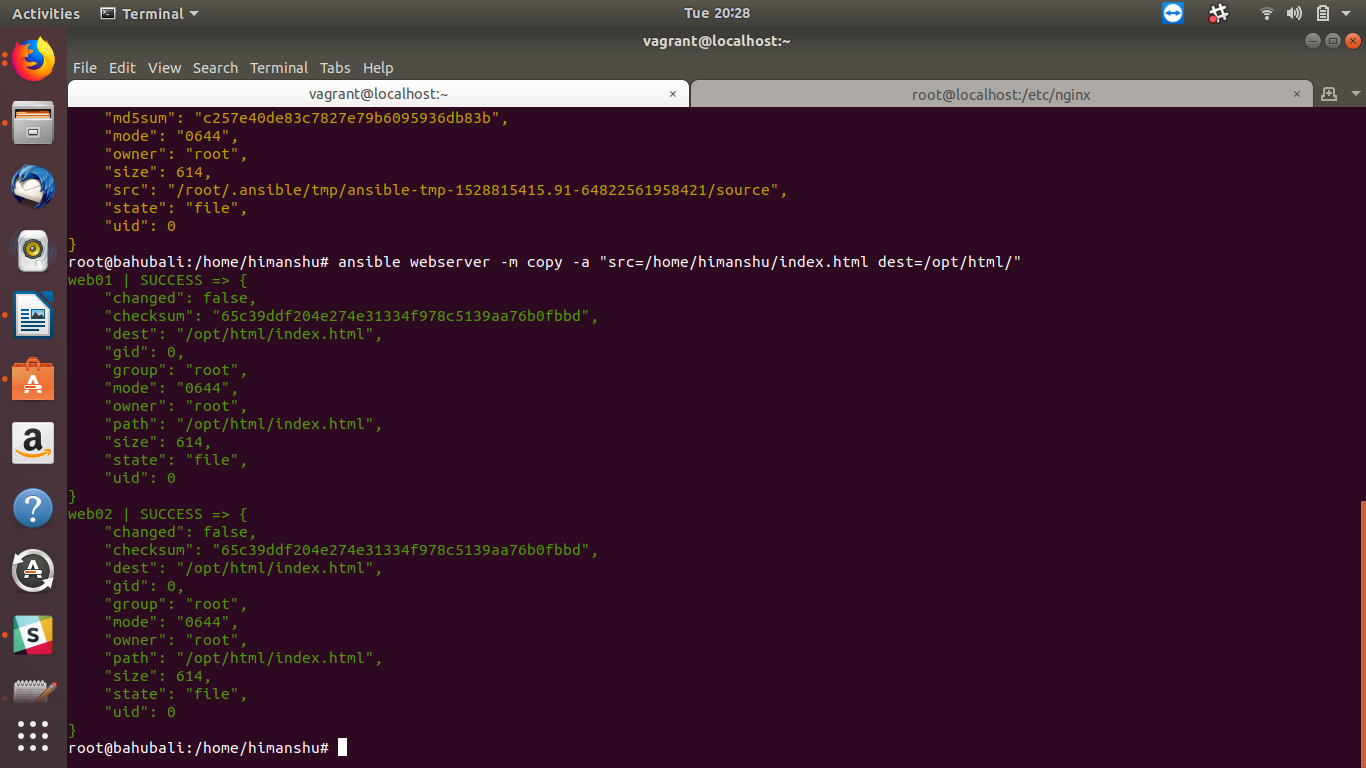 Activities Terminal Tue 20:28
vagrant@localhost:~
File Edit View Search Terminal Tabs Help
vagrant@localhost:~ × root@localhost:/etc/nginx ×
"md5sum": "c257e40de83c7827e79b6095936db83b",
"mode": "0644",
"owner": "root",
"size": 614,
"src": "/root/.ansible/tmp/ansible-tmp-1528815415.91-64822561958421/source",
"state": "file",
"uid": 0
}
root@bahubali:/home/himanshu# ansible webserver -m copy -a "src=/home/himanshu/index.html dest=/opt/html/"
web01 | SUCCESS => {
"changed": false,
"checksum": "65c39ddf204e274e31334f978c5139aa76b0fbbd",
"dest": "/opt/html/index.html",
"gid": 0,
"group": "root",
"mode": "0644",
"owner": "root",
"path": "/opt/html/index.html",
"size": 614,
"state": "file",
"uid": 0
}
web02 | SUCCESS => {
"changed": false,
"checksum": "65c39ddf204e274e31334f978c5139aa76b0fbbd",
"dest": "/opt/html/index.html",
"gid": 0,
"group": "root",
"mode": "0644",
"owner": "root",
"path": "/opt/html/index.html",
"size": 614,
"state": "file",
"uid": 0
}
root@bahubali:/home/himanshu#